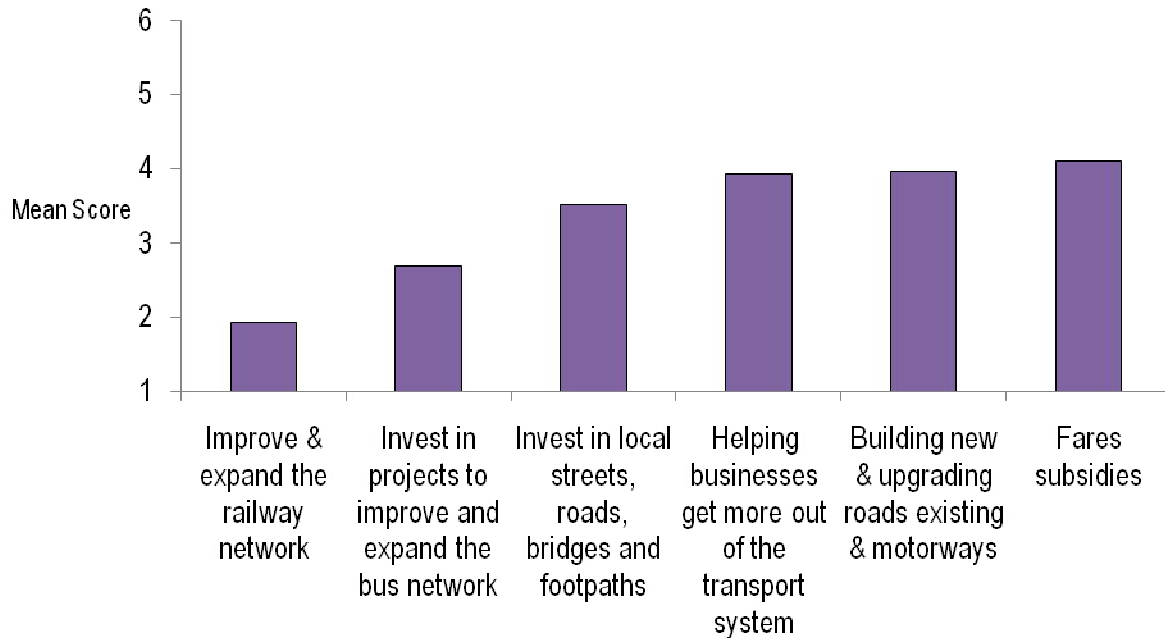 6
5
4
Mean Score
3
2
1
Improve &
expand the
railway
network
Invest in
projects to
improve and
expand the
bus network
Invest in local
streets,
roads,
bridges and
footpaths
Helping
businesses
get more out
of the
transport
system
Building new
& upgrading
roads existing
& motorways
Fares
subsidies